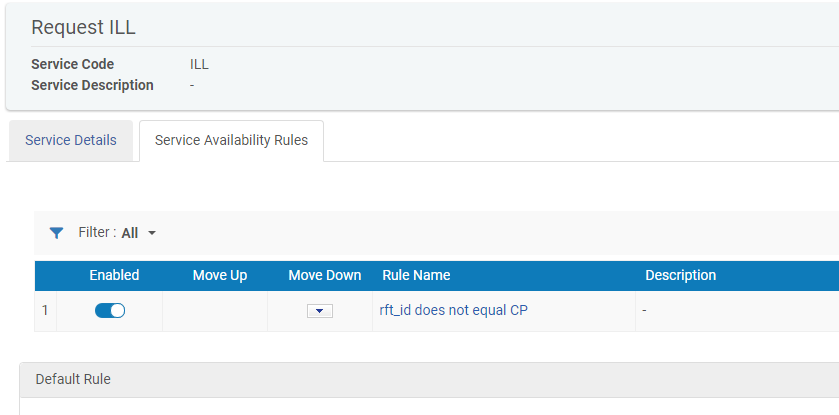 Request ILL
Service Code ILL
Service Description -
Service Details Service Availability Rules
Filter : All
Enabled Move Up Move Down Rule Name Description
1 rft_id does not equal CP -
Default Rule